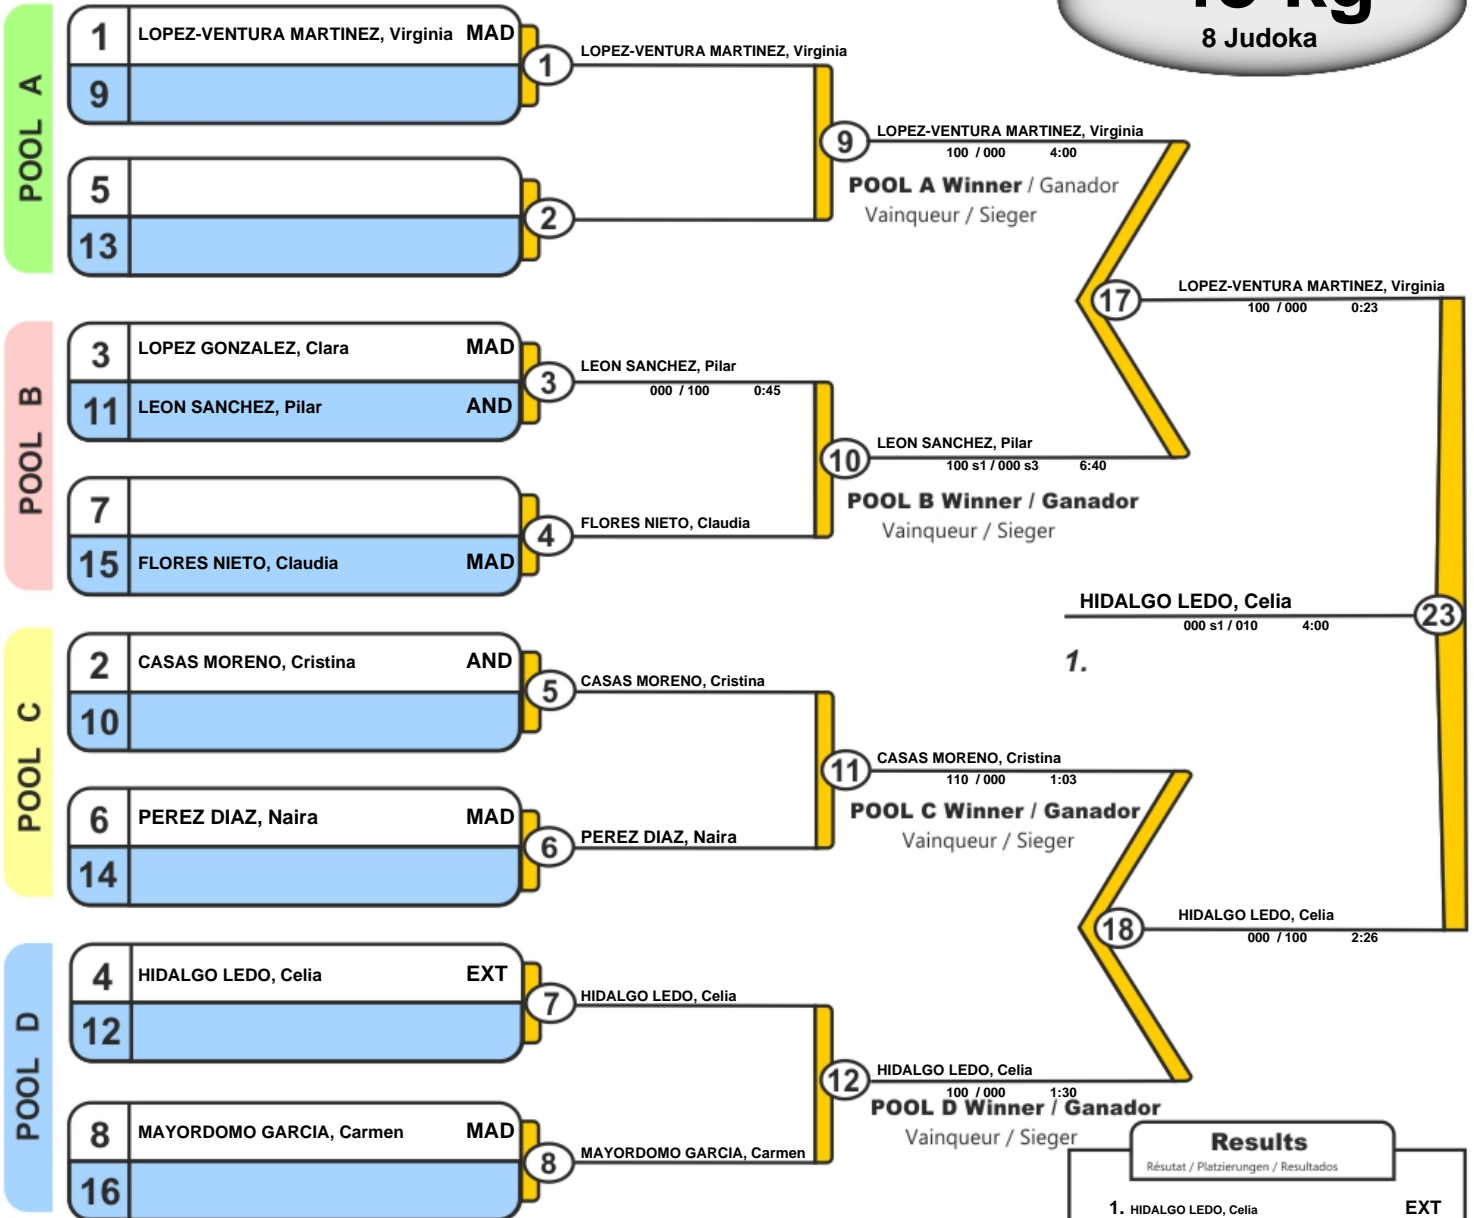 8 Judoka
POOL A
1 LOPEZ-VENTURA MARTINEZ, Virginia MAD
9
5
13
1 LOPEZ-VENTURA MARTINEZ, Virginia
2
9 LOPEZ-VENTURA MARTINEZ, Virginia
100 / 000 4:00
POOL A Winner / Ganador
Vainqueur / Sieger
POOL B
3 LOPEZ GONZALEZ, Clara MAD
11 LEON SANCHEZ, Pilar AND
7
15 FLORES NIETO, Claudia MAD
3 LEON SANCHEZ, Pilar
000 / 100 0:45
4 FLORES NIETO, Claudia
10 LEON SANCHEZ, Pilar
100 s1 / 000 s3 6:40
POOL B Winner / Ganador
Vainqueur / Sieger
17 LOPEZ-VENTURA MARTINEZ, Virginia
100 / 000 0:23
HIDALGO LEDO, Celia 23
000 s1 / 010 4:00
1.
POOL C
2 CASAS MORENO, Cristina AND
10
6 PEREZ DIAZ, Naira MAD
14
5 CASAS MORENO, Cristina
6 PEREZ DIAZ, Naira
11 CASAS MORENO, Cristina
110 / 000 1:03
POOL C Winner / Ganador
Vainqueur / Sieger
18 HIDALGO LEDO, Celia
000 / 100 2:26
POOL D
4 HIDALGO LEDO, Celia EXT
12
8 MAYORDOMO GARCIA, Carmen MAD
16
7 HIDALGO LEDO, Celia
8 MAYORDOMO GARCIA, Carmen
12 HIDALGO LEDO, Celia
100 / 000 1:30
POOL D Winner / Ganador
Vainqueur / Sieger
Results
Résutat / Platzierungen / Resultados
1. HIDALGO LEDO, Celia EXT